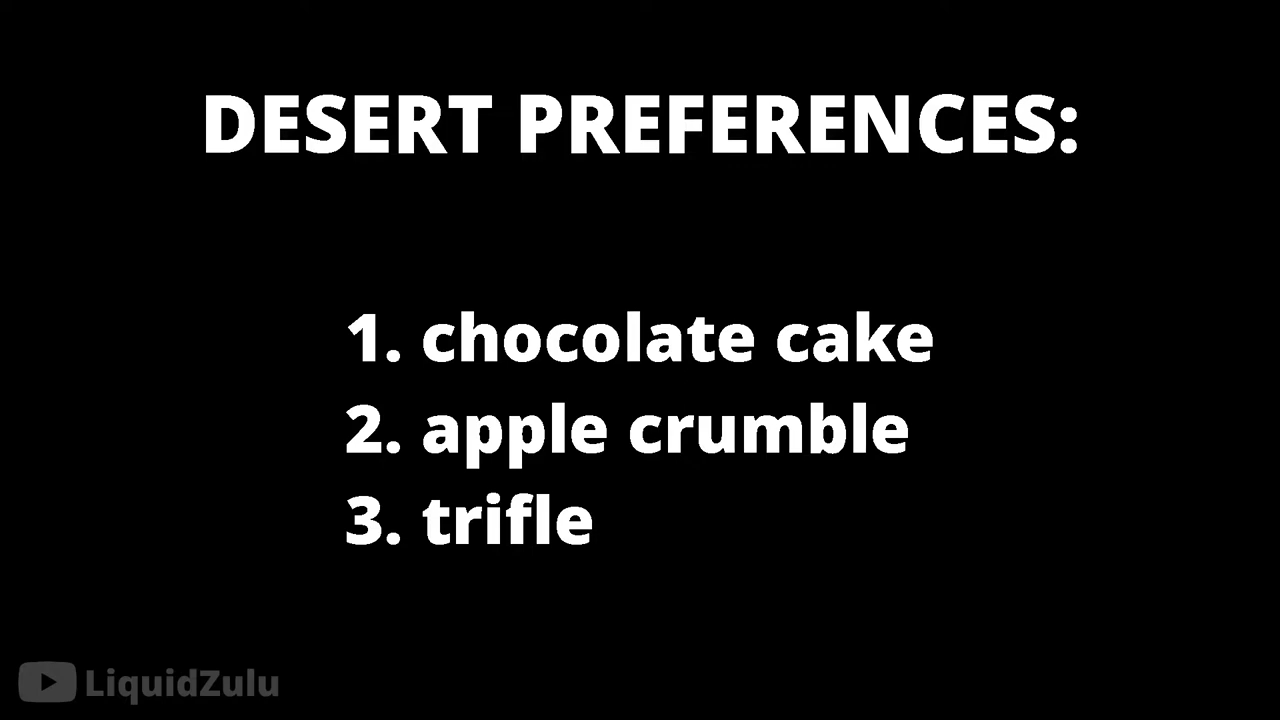 DESERT PREFERENCES:
1. chocolate cake
2. apple crumble
3. trifle
LiquidZulu